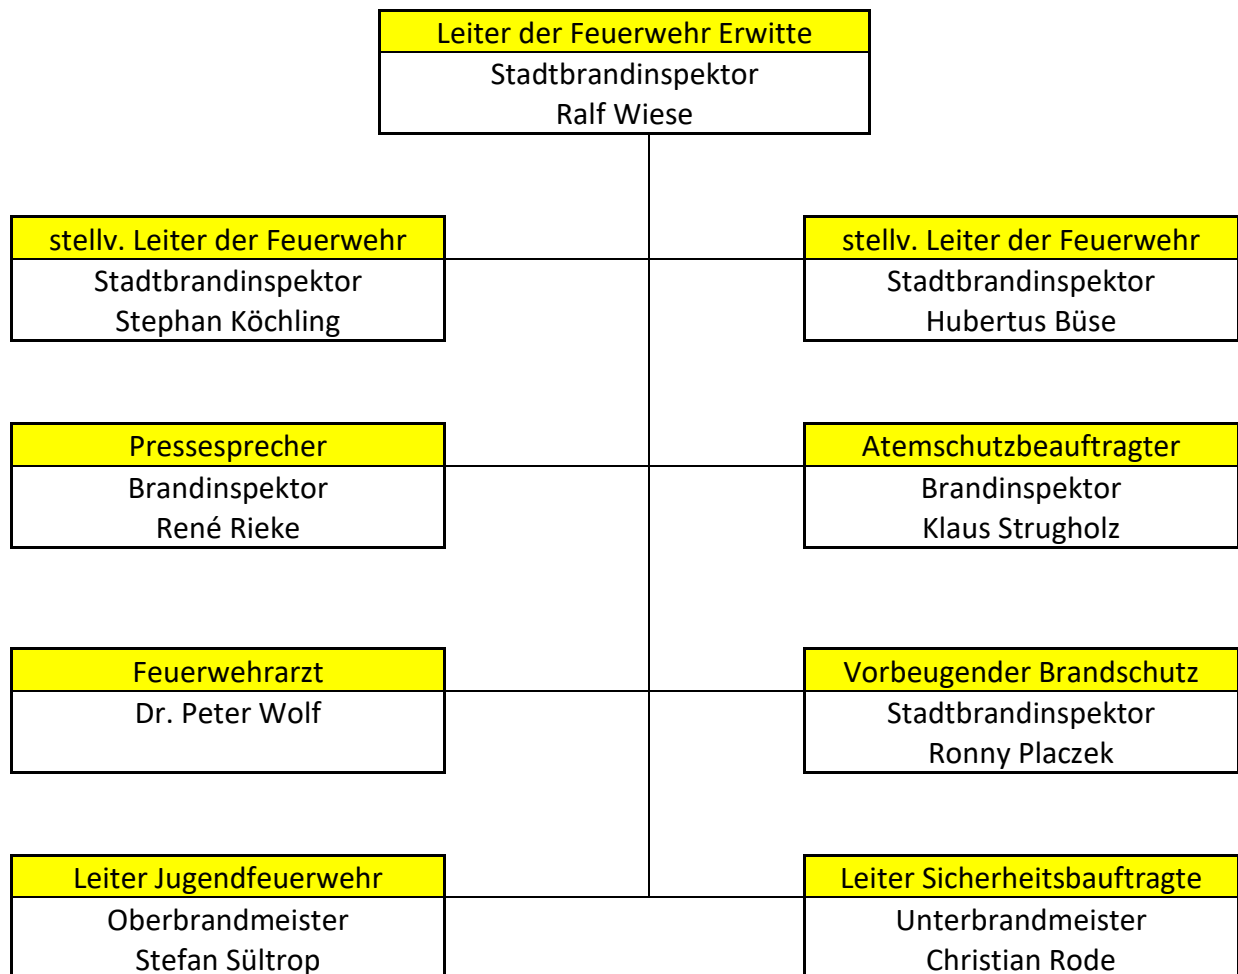 Leiter der Feuerwehr Erwitte
Stadtbrandinspektor
Ralf Wiese
stellv. Leiter der Feuerwehr
Stadtbrandinspektor
Stephan Köchling
stellv. Leiter der Feuerwehr
Stadtbrandinspektor
Hubertus Büse
Pressesprecher
Brandinspektor
René Rieke
Atemschutzbeauftragter
Brandinspektor
Klaus Strugholz
Feuerwehrarzt
Dr. Peter Wolf
Vorbeugender Brandschutz
Stadtbrandinspektor
Ronny Placzek
Leiter Jugendfeuerwehr
Oberbrandmeister
Stefan Sültrop
Leiter Sicherheitsbauftragte
Unterbrandmeister
Christian Rode